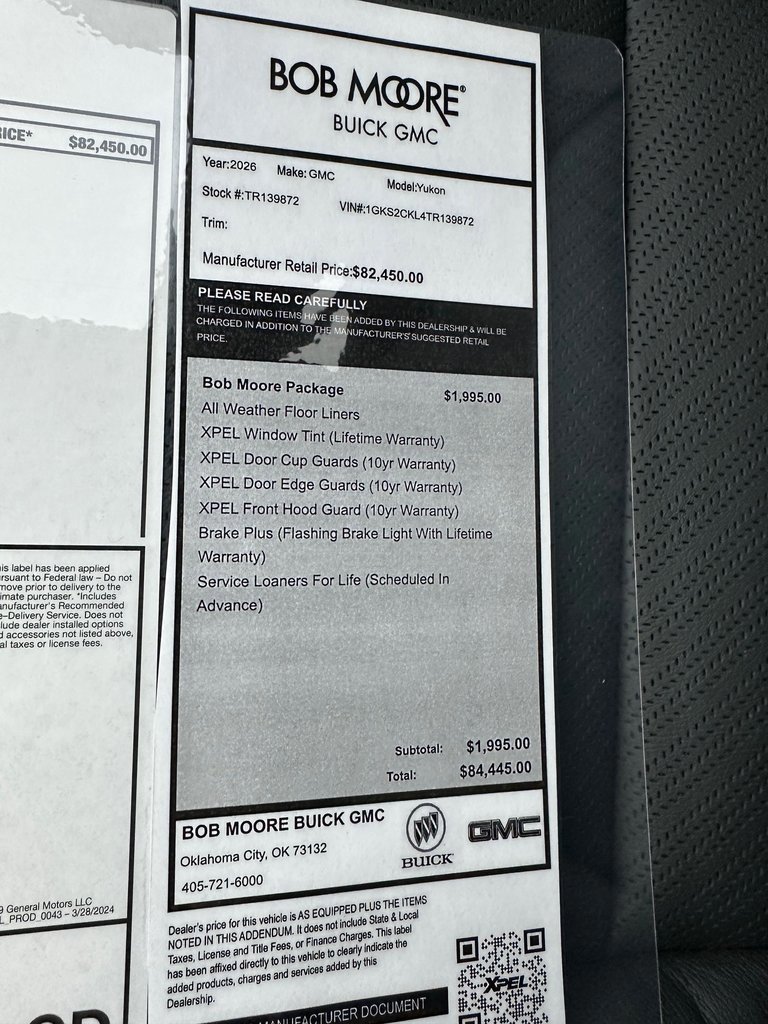 RICE* $82,450.00
his label has been applied
rsuant to Federal law – Do not
move prior to delivery to the
imate purchaser. *Includes
anufacturer's Recommended
e–Delivery Service. Does not
lude dealer installed options
d accessories not listed above,
al taxes or license fees.
9 General Motors LLC
L_PROD_0043 – 3/28/2024
BOB MOORE®
BUICK GMC
Year:2026 Make: GMC Model:Yukon
Stock #:TR139872 VIN#:1GKS2CKL4TR139872
Trim:
Manufacturer Retail Price:$82,450.00
PLEASE READ CAREFULLY
THE FOLLOWING ITEMS HAVE BEEN ADDED BY THIS DEALERSHIP & WILL BE
CHARGED IN ADDITION TO THE MANUFACTURER'S SUGGESTED RETAIL
PRICE.
Bob Moore Package $1,995.00
All Weather Floor Liners
XPEL Window Tint (Lifetime Warranty)
XPEL Door Cup Guards (10yr Warranty)
XPEL Door Edge Guards (10yr Warranty)
XPEL Front Hood Guard (10yr Warranty)
Brake Plus (Flashing Brake Light With Lifetime
Warranty)
Service Loaners For Life (Scheduled In
Advance)
Subtotal: $1,995.00
Total: $84,445.00
BOB MOORE BUICK GMC
Oklahoma City, OK 73132
405-721-6000
BUICK
GMC
Dealer's price for this vehicle is AS EQUIPPED PLUS THE ITEMS
NOTED IN THIS ADDENDUM. It does not include State & Local
Taxes, License and Title Fees, or Finance Charges. This label
has been affixed directly to this vehicle to clearly indicate the
added products, charges and services added by this
Dealership.
XPEL
MANUFACTURER DOCUMENT